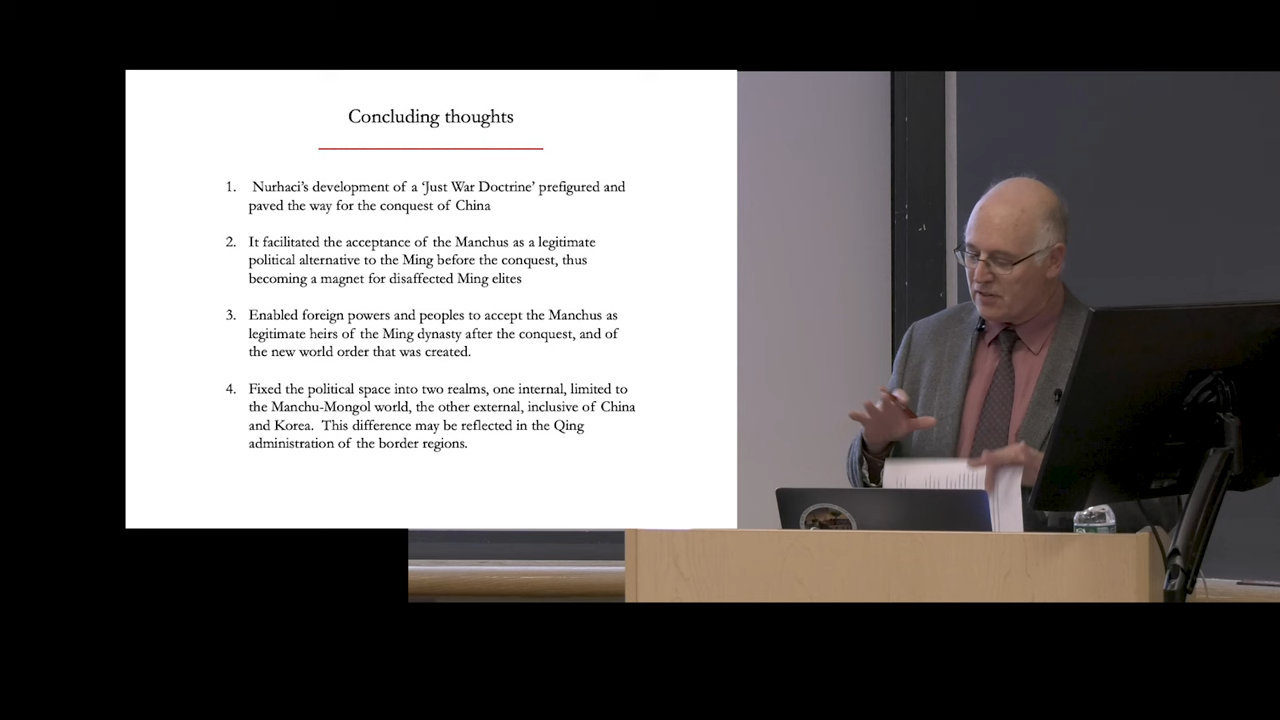 Concluding thoughts
1. Nurhaci's development of a 'Just War Doctrine' prefigured and
paved the way for the conquest of China
2. It facilitated the acceptance of the Manchus as a legitimate
political alternative to the Ming before the conquest, thus
becoming a magnet for disaffected Ming elites
3. Enabled foreign powers and peoples to accept the Manchus as
legitimate heirs of the Ming dynasty after the conquest, and of
the new world order that was created.
4. Fixed the political space into two realms, one internal, limited to
the Manchu-Mongol world, the other external, inclusive of China
and Korea. This difference may be reflected in the Qing
administration of the border regions.